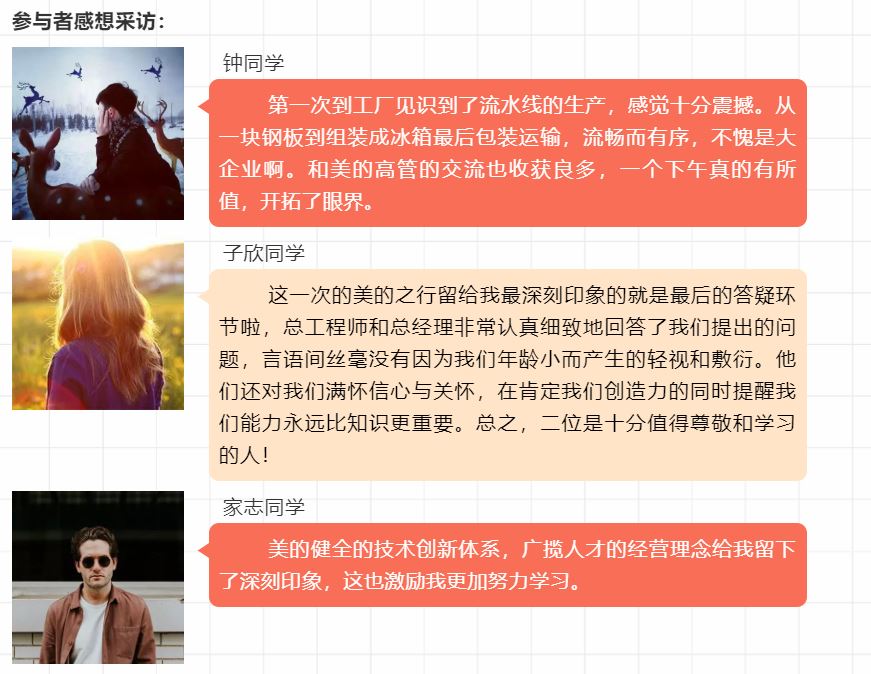 参与者感想采访：
钟同学
第一次到工厂见识到了流水线的生产，感觉十分震撼。从
一块钢板到组装成冰箱最后包装运输，流畅而有序，不愧是大
企业啊。和美的高管的交流也收获良多，一个下午真的有所
值，开拓了眼界。
子欣同学
这一次的美的之行留给我最深刻印象的就是最后的答疑环
节啦，总工程师和总经理非常认真细致地回答了我们提出的问
题，言语间丝毫没有因为我们年龄小而产生的轻视和敷衍。他
们还对我们满怀信心与关怀，在肯定我们创造力的同时提醒我
们能力永远比知识更重要。总之，二位是十分值得尊敬和学习
的人！
家志同学
美的健全的技术创新体系，广揽人才的经营理念给我留下
了深刻印象，这也激励我更加努力学习。